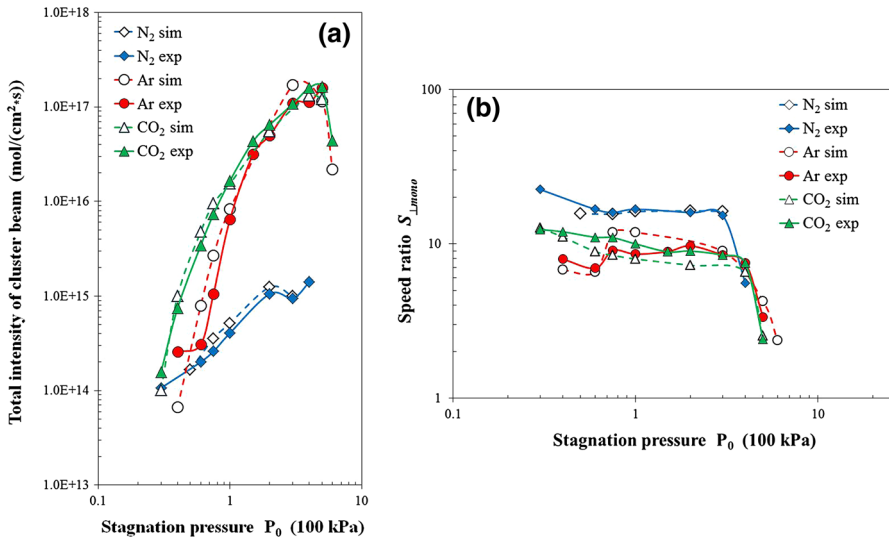 (a)
1.0E+18
1.0E+17
1.0E+16
1.0E+15
1.0E+14
1.0E+13
Total intensity of cluster beam (mol/(cm²*s)
N₂ sim
N₂ exp
Ar sim
Ar exp
CO₂ sim
CO₂ exp
0.1
1
10
Stagnation pressure P₀ (100 kPa)
(b)
100
10
1
Speed ratio S⊥mono
N₂ sim
N₂ exp
Ar sim
Ar exp
CO₂ sim
CO₂ exp
0.1
1
10
Stagnation pressure P₀ (100 kPa)